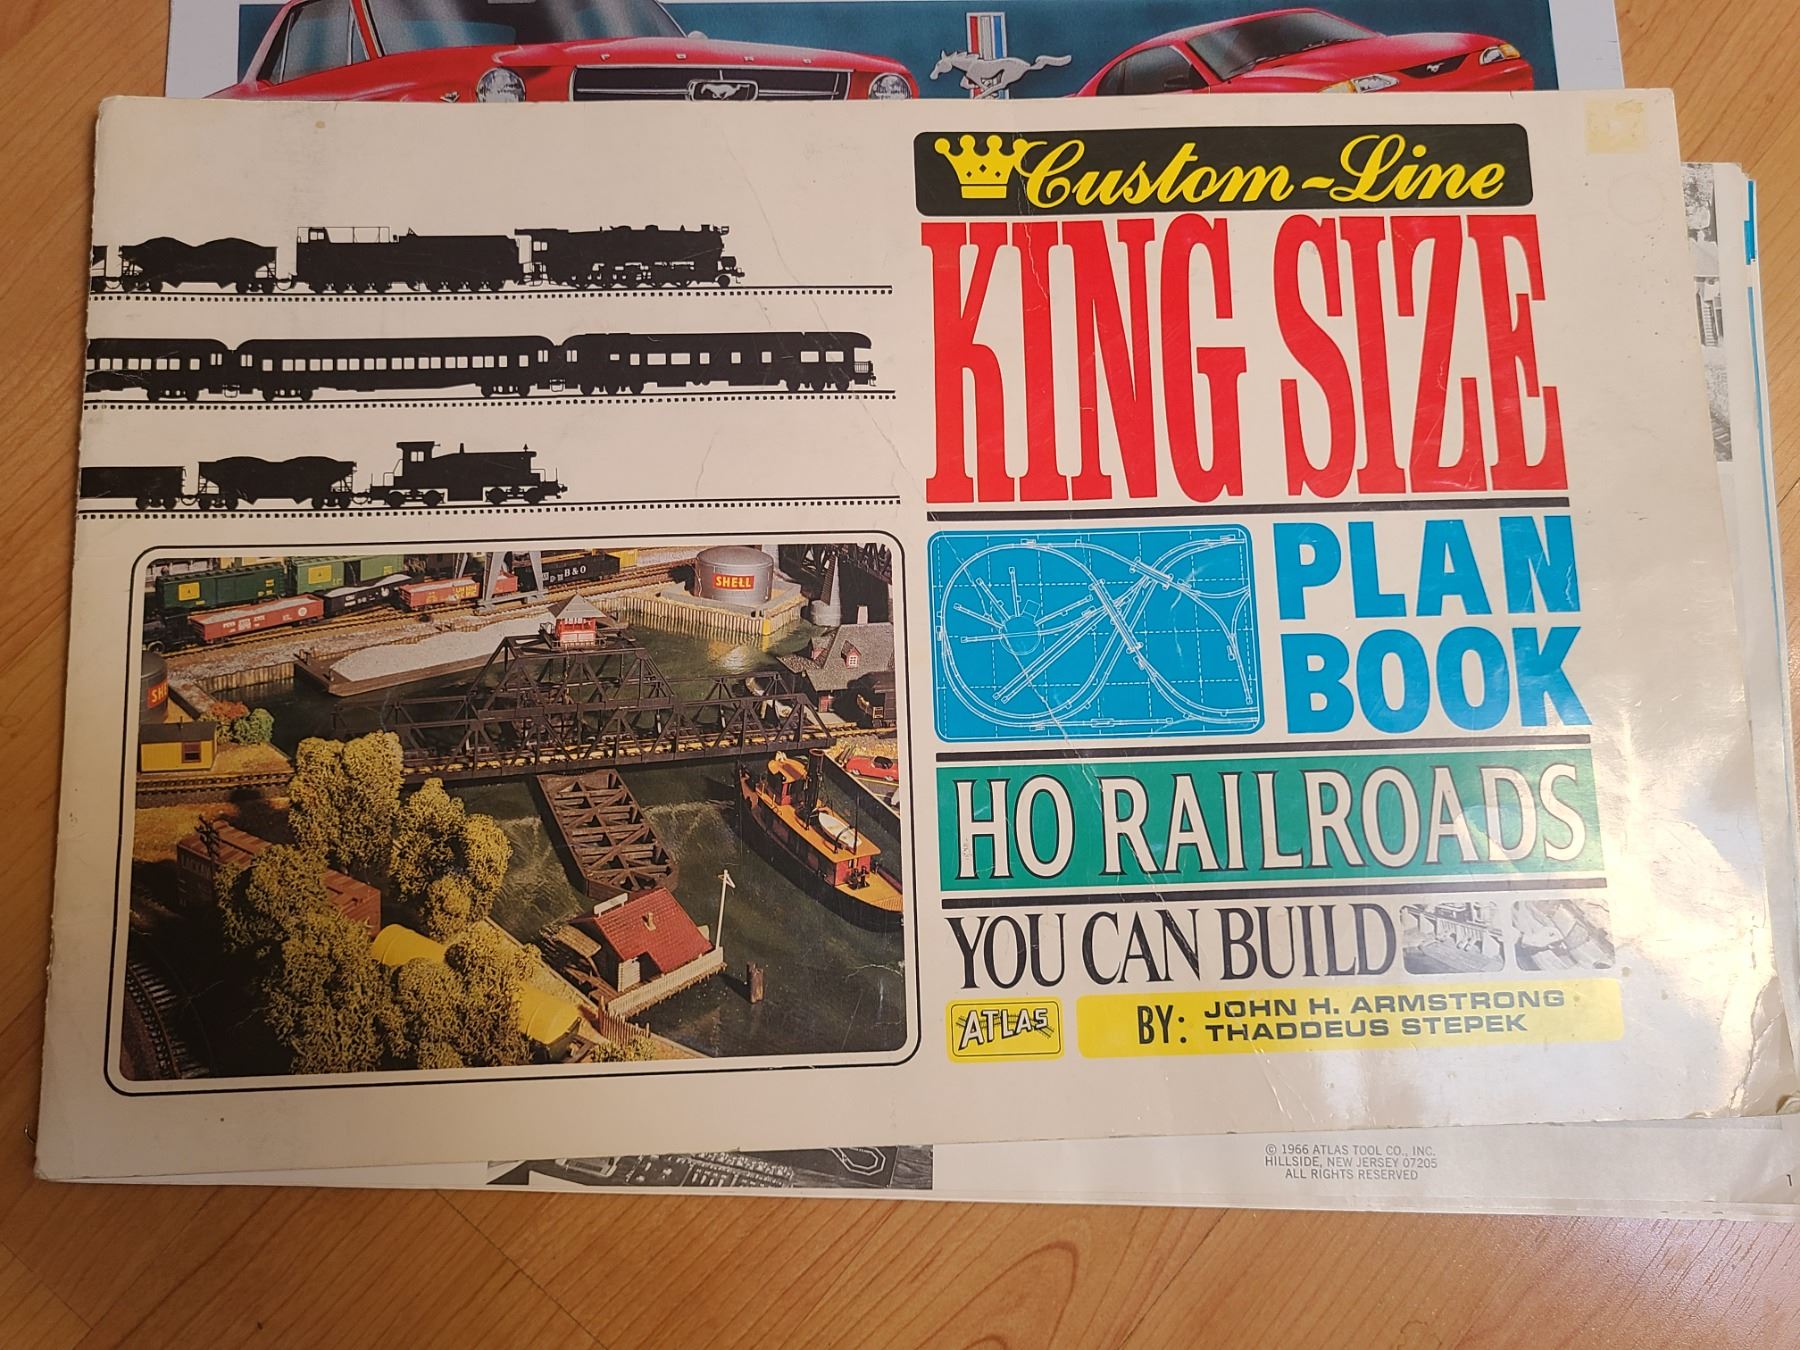 FORD
Custom-Line
KING SIZE
PLAN
BOOK
HO RAILROADS
YOU CAN BUILD
ATLAS
BY: JOHN H. ARMSTRONG
THADDEUS STEPEK
B&O
SHELL
© 1966 ATLAS TOOL CO., INC.
HILLSIDE, NEW JERSEY 07205
ALL RIGHTS RESERVED
1